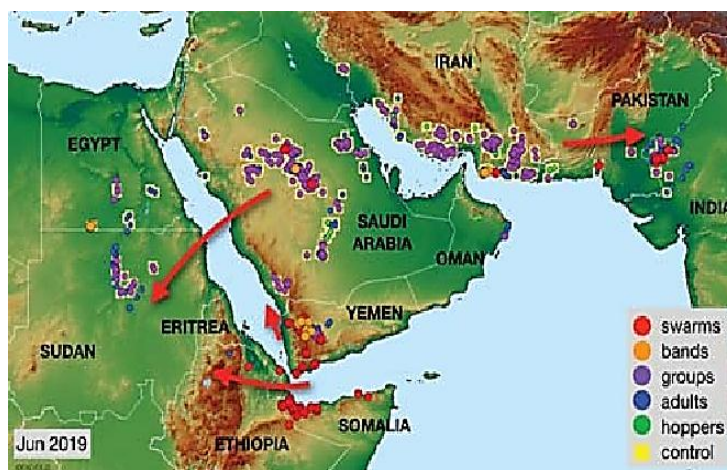 IRAN
PAKISTAN
EGYPT
INDIA
SAUDI
ARABIA
OMAN
YEMEN
ERITREA
SUDAN
ETHIOPIA
SOMALIA
swarms
bands
groups
adults
hoppers
control
Jun 2019